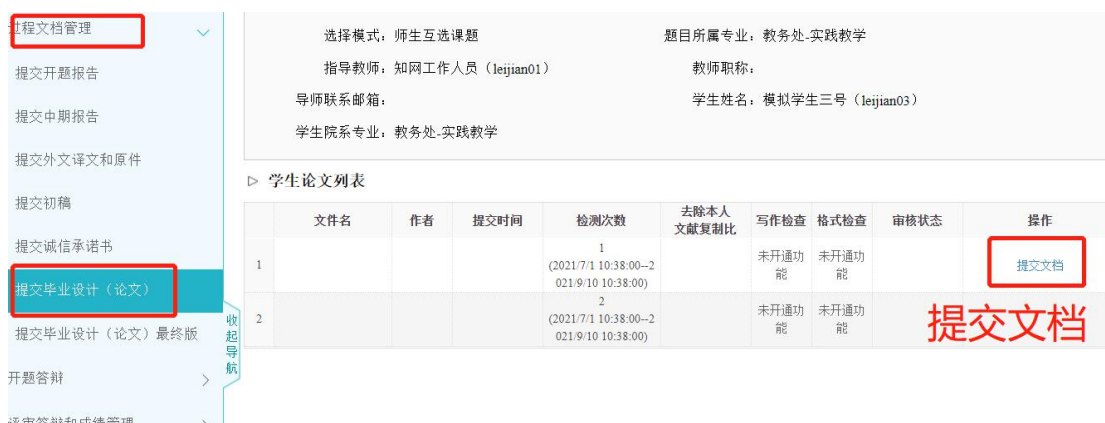 过程文档管理
提交开题报告
提交中期报告
提交外文译文和原件
提交初稿
提交诚信承诺书
提交毕业设计（论文）
提交毕业设计（论文）最终版
开题答辩
评审答辩和成绩管理
收起导航
选择模式：师生互选课题 题目所属专业：教务处-实践教学
指导教师：知网工作人员（leijian01） 教师职称：
导师联系邮箱： 学生姓名：模拟学生三号（leijian03）
学生院系专业：教务处-实践教学
学生论文列表
文件名 作者 提交时间 检测次数 去除本人文献复制比 写作检查 格式检查 审核状态 操作
1 1 (2021/7/1 10:38:00--2021/9/10 10:38:00) 未开通功能 未开通功能 提交文档
2 2 (2021/7/1 10:38:00--2021/9/10 10:38:00) 未开通功能 未开通功能
提交文档